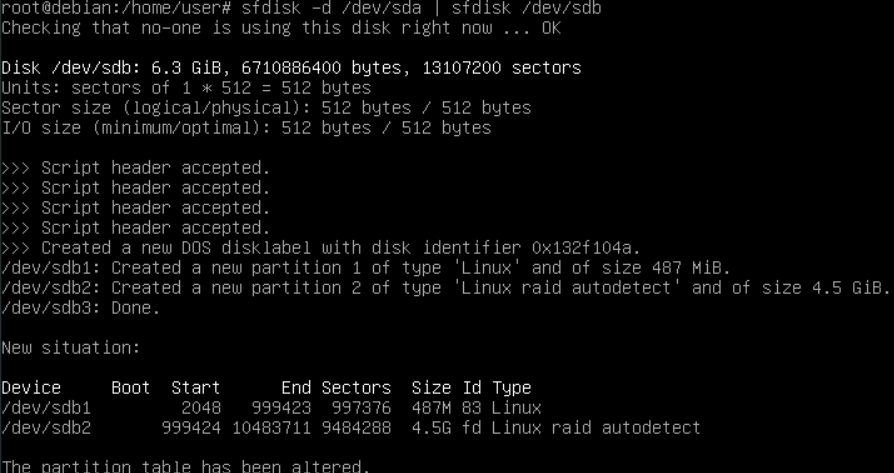 root@debian:/home/user# sfdisk -d /dev/sda | sfdisk /dev/sdb
Checking that no-one is using this disk right now ... OK
Disk /dev/sdb: 6.3 GiB, 6710886400 bytes, 13107200 sectors
Units: sectors of 1 * 512 = 512 bytes
Sector size (logical/physical): 512 bytes / 512 bytes
I/O size (minimum/optimal): 512 bytes / 512 bytes
>>> Script header accepted.
>>> Script header accepted.
>>> Script header accepted.
>>> Script header accepted.
>>> Created a new DOS disklabel with disk identifier 0x132f104a.
/dev/sdb1: Created a new partition 1 of type 'Linux' and of size 487 MiB.
/dev/sdb2: Created a new partition 2 of type 'Linux raid autodetect' and of size 4.5 GiB.
/dev/sdb3: Done.
New situation:
Device     Boot  Start      End Sectors  Size Id Type
/dev/sdb1         2048   999423  997376  487M 83 Linux
/dev/sdb2       999424 10483711 9484288  4.5G fd Linux raid autodetect
The partition table has been altered.